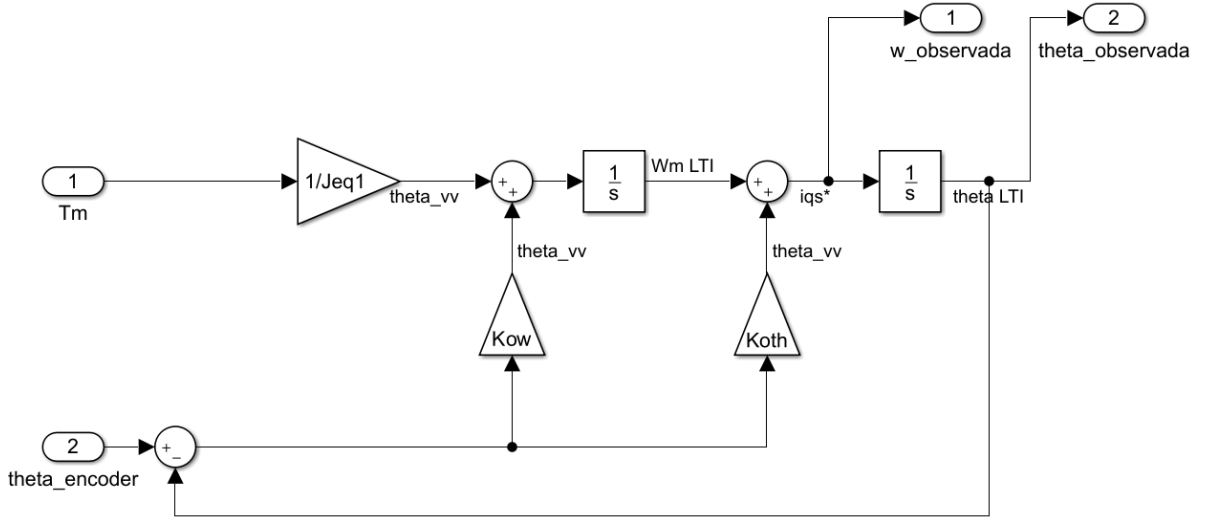 1
w_observada
2
theta_observada
1
Tm
1/Jeq1
theta_vv
+
+
1
s
Wm LTI
+
+
iqs*
1
s
theta LTI
theta_vv
theta_vv
Kow
Koth
2
theta_encoder
+
−